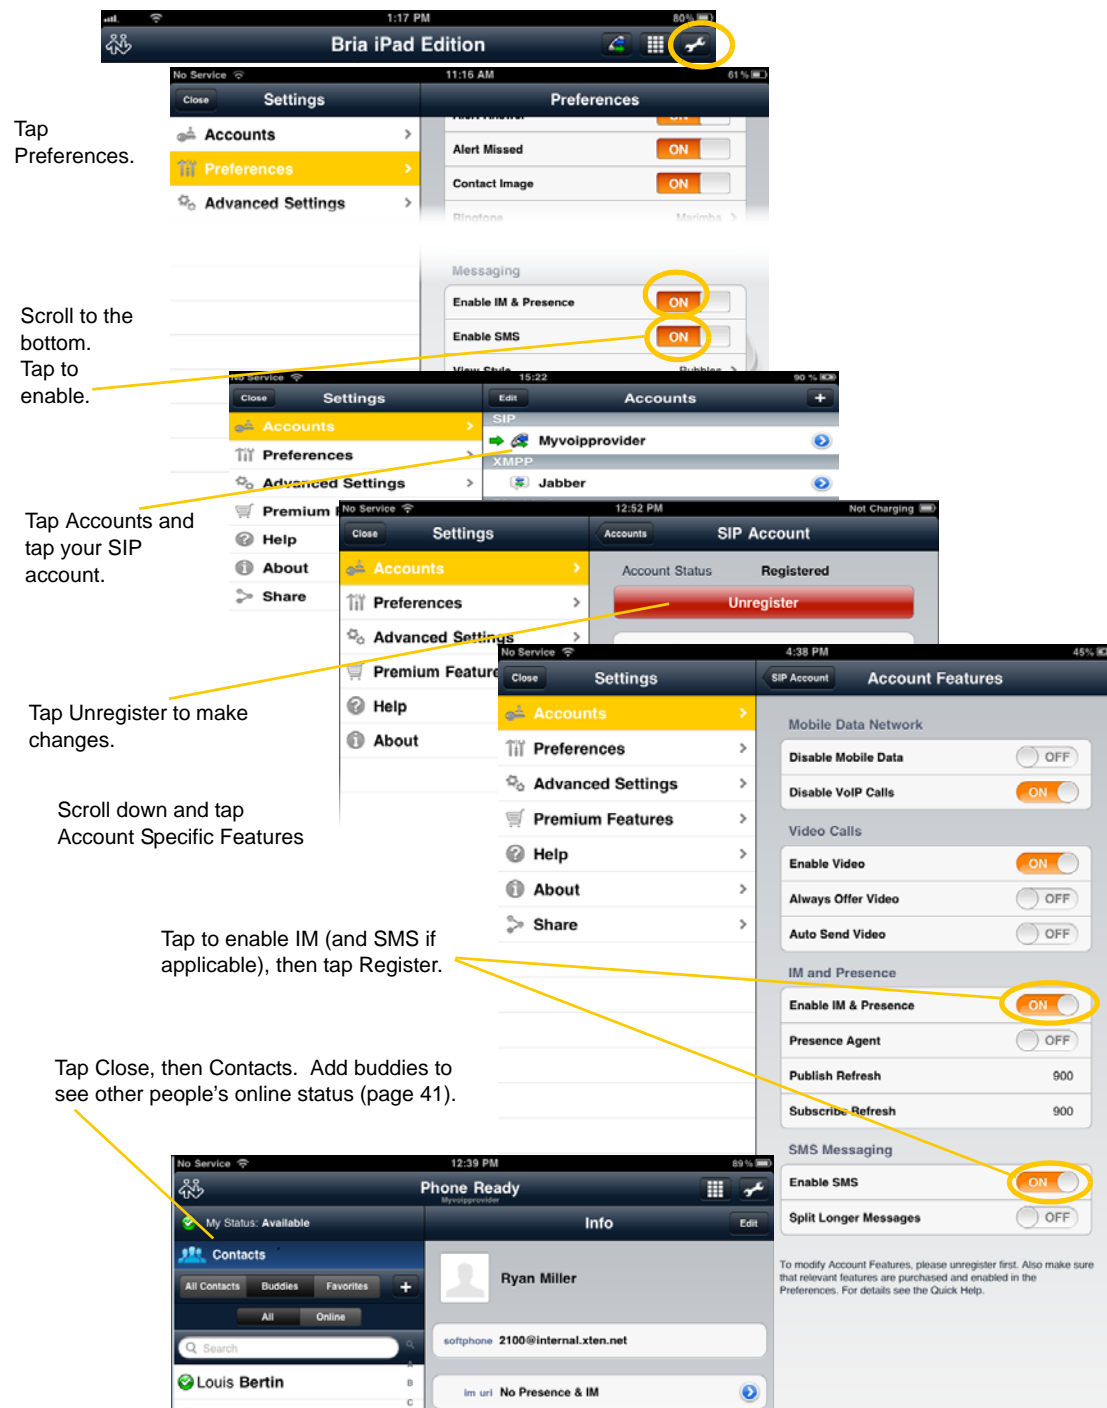 1:17 PM
80%
Bria iPad Edition
No Service
11:16 AM
61%
Close
Settings
Preferences
Tap
Preferences.
Accounts
Preferences
Advanced Settings
Alert Answer
ON
Alert Missed
ON
Contact Image
ON
Ringtone
Marimba
Messaging
Enable IM & Presence
ON
Enable SMS
ON
View Style
Bubbles
Scroll to the
bottom.
Tap to
enable.
No Service
15:22
90 %
Close
Settings
Edit
Accounts
+
Accounts
Preferences
Advanced Settings
Premium
Help
About
Share
SIP
Myvoipprovider
XMPP
Jabber
Tap Accounts and
tap your SIP
account.
No Service
12:52 PM
Not Charging
Close
Settings
Accounts
SIP Account
Accounts
Preferences
Advanced Settings
Premium Feature
Help
About
Account Status
Registered
Unregister
Tap Unregister to make
changes.
Scroll down and tap
Account Specific Features
No Service
4:38 PM
45%
Close
Settings
SIP Account
Account Features
Accounts
Preferences
Advanced Settings
Premium Features
Help
About
Share
Mobile Data Network
Disable Mobile Data
OFF
Disable VoIP Calls
ON
Video Calls
Enable Video
ON
Always Offer Video
OFF
Auto Send Video
OFF
IM and Presence
Enable IM & Presence
ON
Presence Agent
OFF
Publish Refresh
900
Subscribe Refresh
900
SMS Messaging
Enable SMS
ON
Split Longer Messages
OFF
To modify Account Features, please unregister first. Also make sure
that relevant features are purchased and enabled in the
Preferences. For details see the Quick Help.
Tap to enable IM (and SMS if
applicable), then tap Register.
Tap Close, then Contacts.  Add buddies to
see other people's online status (page 41).
No Service
12:39 PM
89%
Phone Ready
Myvoipprovider
My Status: Available
Info
Edit
Contacts
All Contacts
Buddies
Favorites
+
All
Online
Search
A
B
C
Louis Bertin
Ryan Miller
softphone 2100@internal.xten.net
im uri No Presence & IM